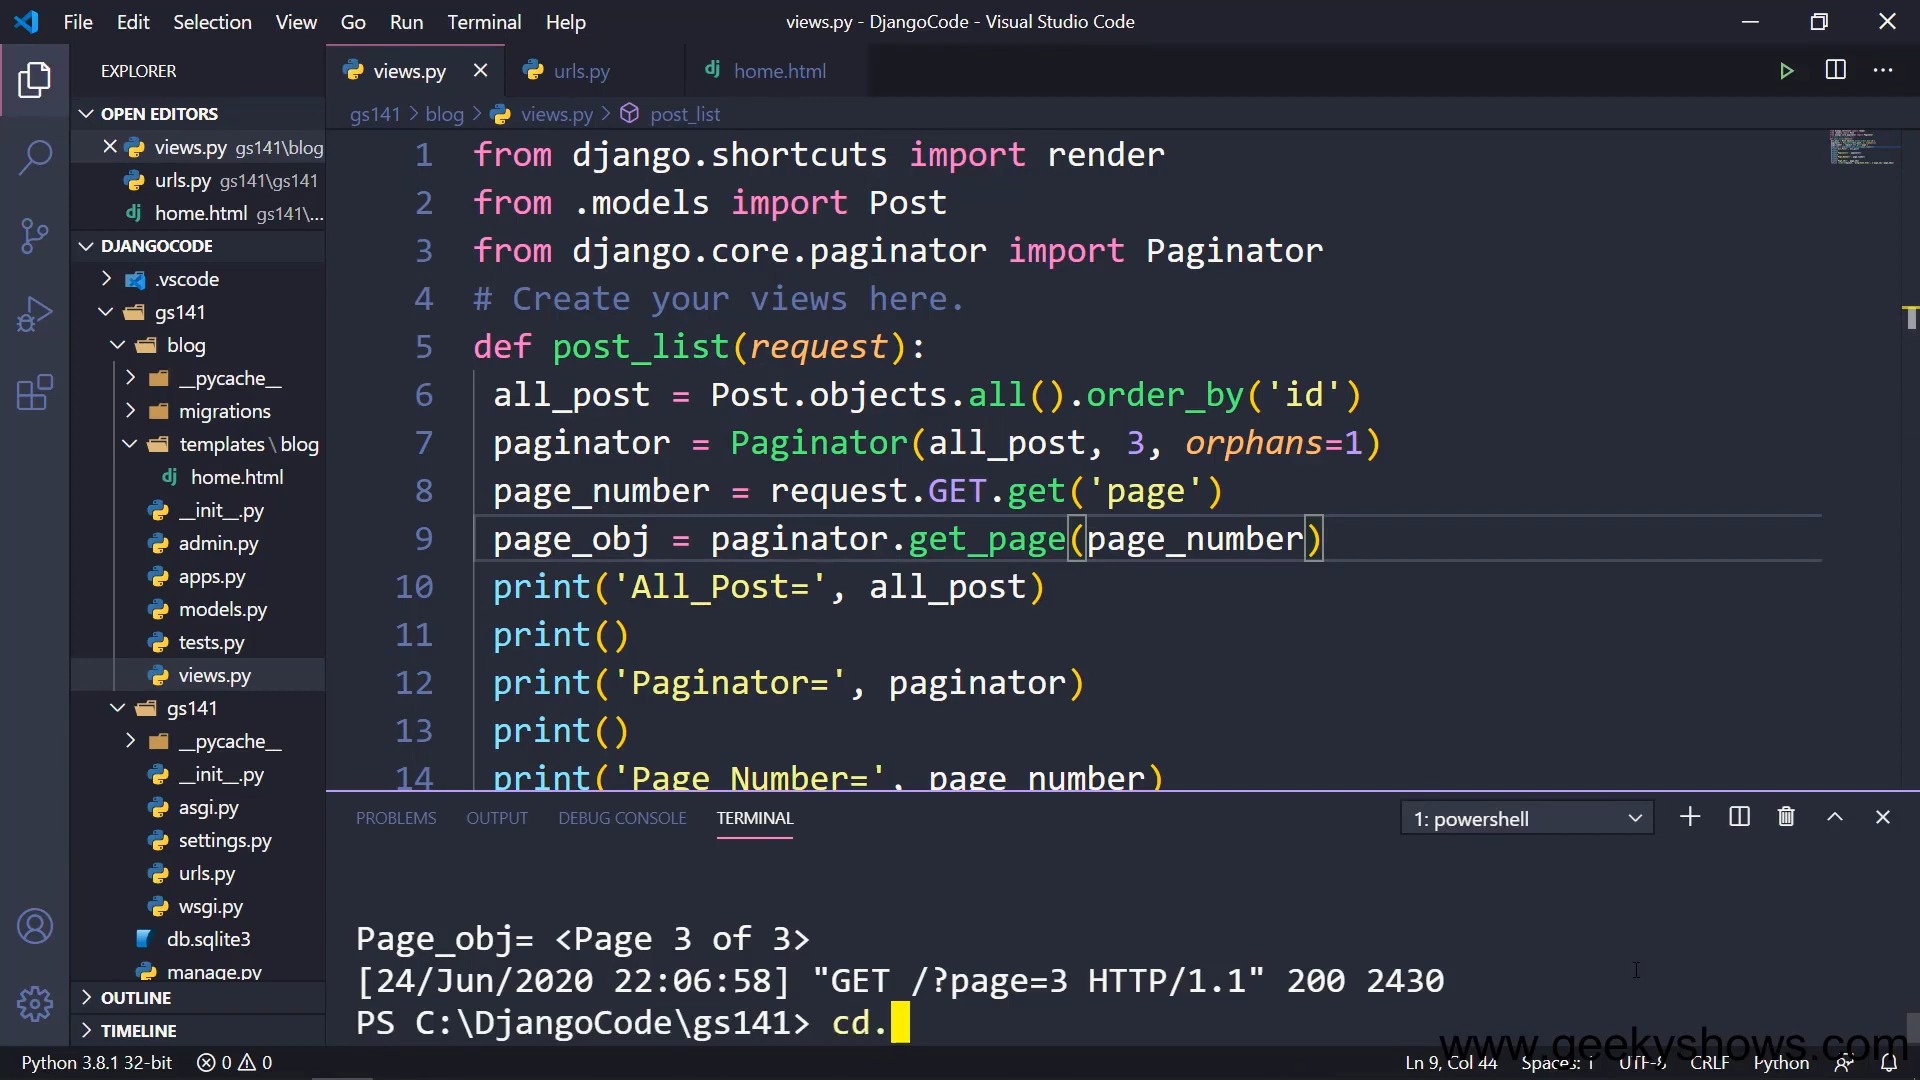 File Edit Selection View Go Run Terminal Help
views.py - DjangoCode - Visual Studio Code
EXPLORER
OPEN EDITORS
views.py gs141\blog
urls.py gs141\gs141
home.html gs141\...
DJANGOCODE
.vscode
gs141
blog
__pycache__
migrations
templates \ blog
home.html
__init__.py
admin.py
apps.py
models.py
tests.py
views.py
gs141
__pycache__
__init__.py
asgi.py
settings.py
urls.py
wsgi.py
db.sqlite3
manage.py
OUTLINE
TIMELINE
views.py urls.py home.html
gs141 > blog > views.py > post_list
1 from django.shortcuts import render
2 from .models import Post
3 from django.core.paginator import Paginator
4 # Create your views here.
5 def post_list(request):
6 all_post = Post.objects.all().order_by('id')
7 paginator = Paginator(all_post, 3, orphans=1)
8 page_number = request.GET.get('page')
9 page_obj = paginator.get_page(page_number)
10 print('All_Post=', all_post)
11 print()
12 print('Paginator=', paginator)
13 print()
14 print('Page_Number=', page_number)
PROBLEMS OUTPUT DEBUG CONSOLE TERMINAL
1: powershell
Page_obj= <Page 3 of 3>
[24/Jun/2020 22:06:58] "GET /?page=3 HTTP/1.1" 200 2430
PS C:\DjangoCode\gs141> cd.
www.geekyshows.com
Python 3.8.1 32-bit 0 0
Ln 9, Col 44 Spaces: 1 UTF-8 CRLF Python